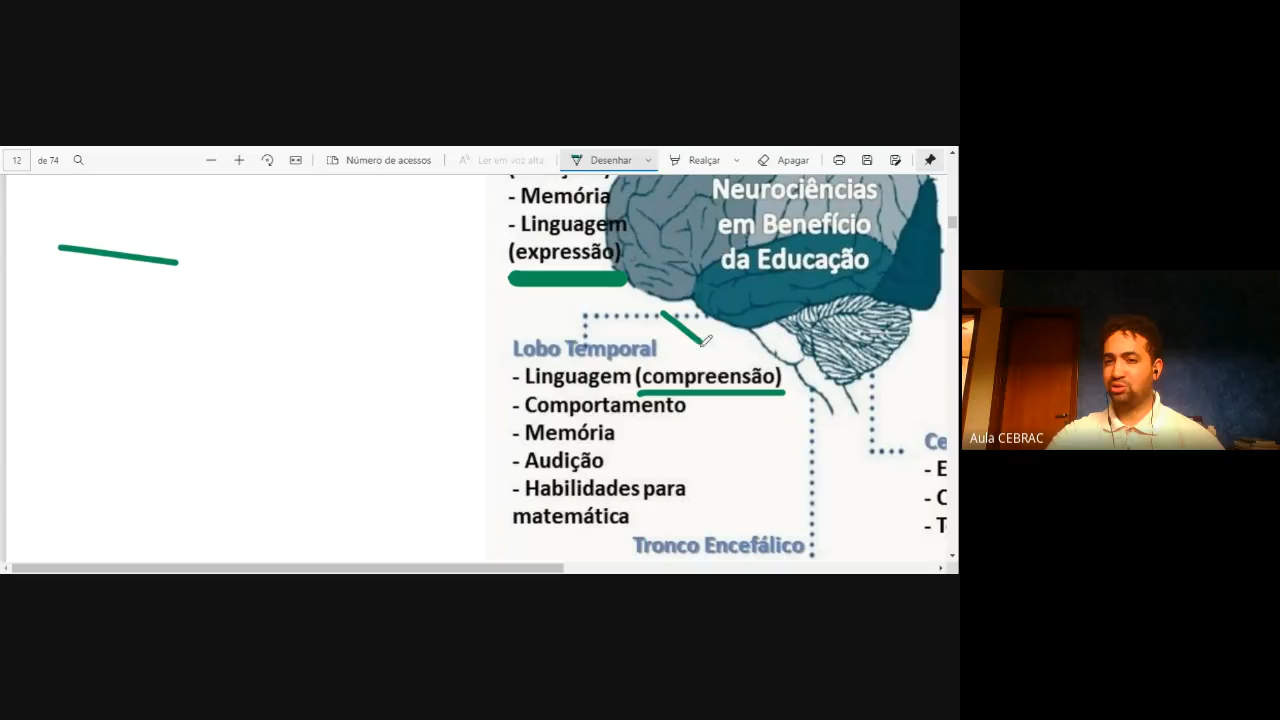 12 de 74 Número de acessos Ler em voz alta Desenhar Realçar Apagar
- Memória
- Linguagem
(expressão)
Neurociências
em Benefício
da Educação
Lobo Temporal
- Linguagem (compreensão)
- Comportamento
- Memória
- Audição
- Habilidades para
matemática
Tronco Encefálico
Ce
- E
- C
- T
Aula CEBRAC